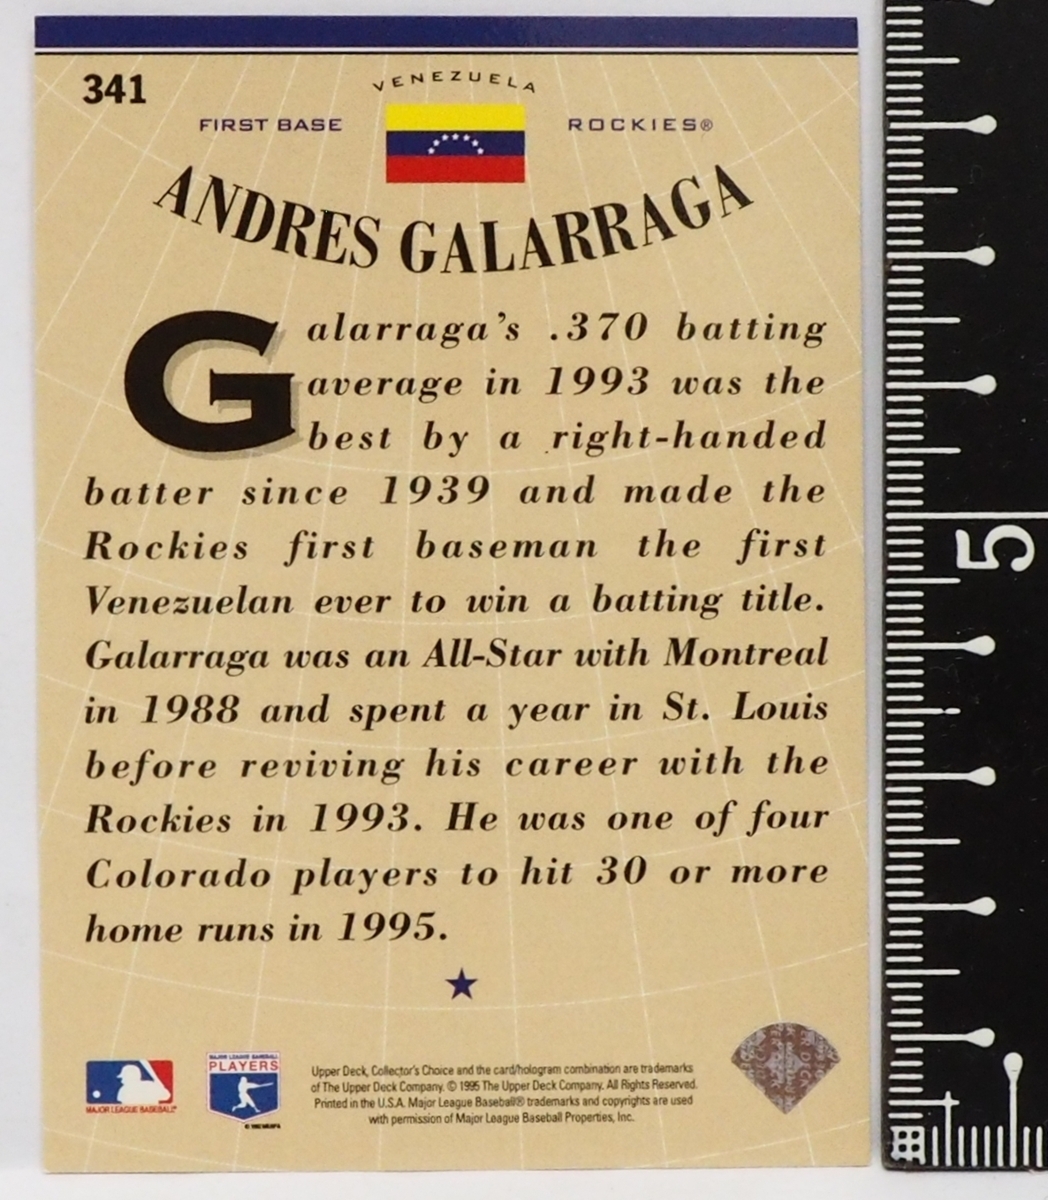 341
VENEZUELA
FIRST BASE
ROCKIES®
ANDRES GALARRAGA
Galarraga's .370 batting
average in 1993 was the
best by a right-handed
batter since 1939 and made the
Rockies first baseman the first
Venezuelan ever to win a batting title.
Galarraga was an All-Star with Montreal
in 1988 and spent a year in St. Louis
before reviving his career with the
Rockies in 1993. He was one of four
Colorado players to hit 30 or more
home runs in 1995.
MAJOR LEAGUE BASEBALL
MAJOR LEAGUE BASEBALL
PLAYERS
Upper Deck, Collector's Choice and the card/hologram combination are trademarks
of The Upper Deck Company. © 1995 The Upper Deck Company. All Rights Reserved.
Printed in the U.S.A. Major League Baseball® trademarks and copyrights are used
with permission of Major League Baseball Properties, Inc.
5